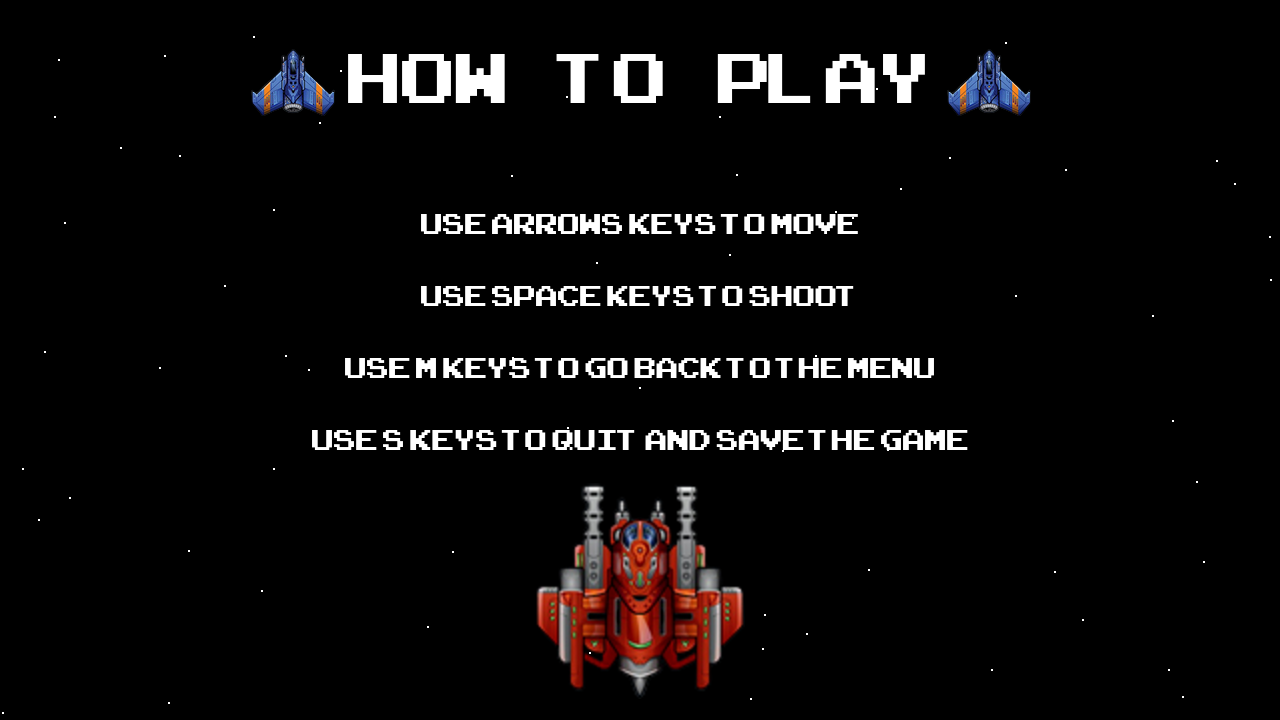 HOW TO PLAY
USE ARROWS KEYS TO MOVE
USE SPACE KEYS TO SHOOT
USE M KEYS TO GO BACK TO THE MENU
USE S KEYS TO QUIT AND SAVE THE GAME